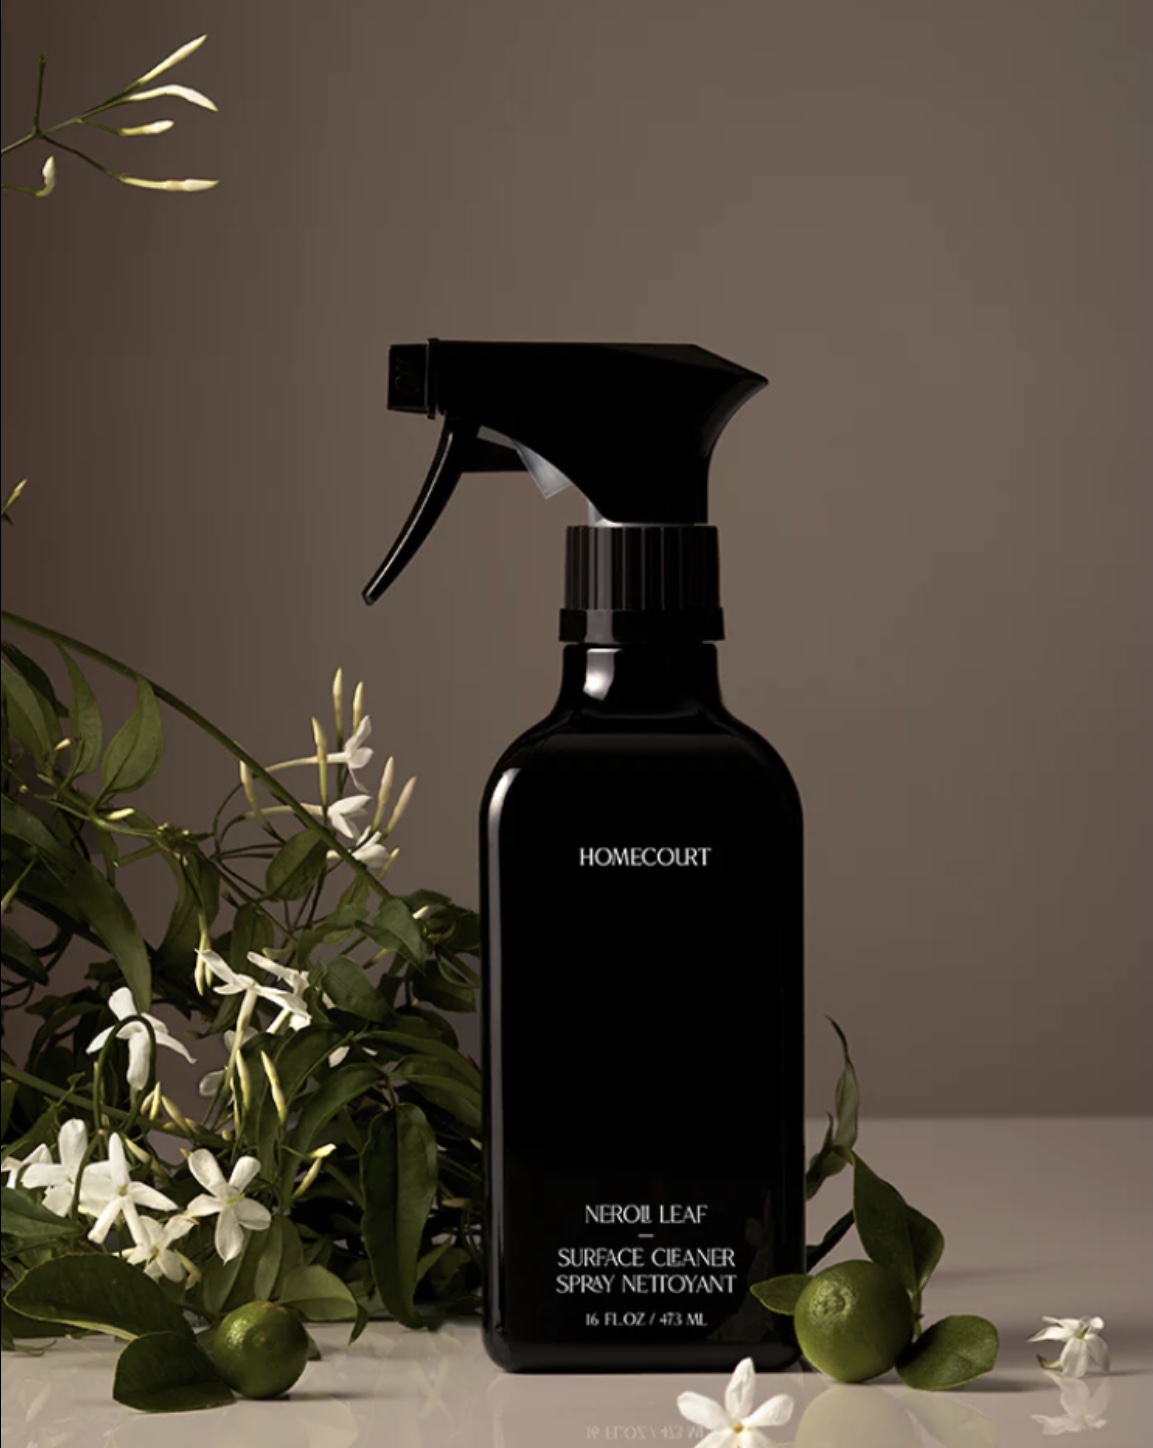 HOMECOURT
NEROLI LEAF
—
SURFACE CLEANER
SPRAY NETTOYANT
16 FL.OZ / 473 ML